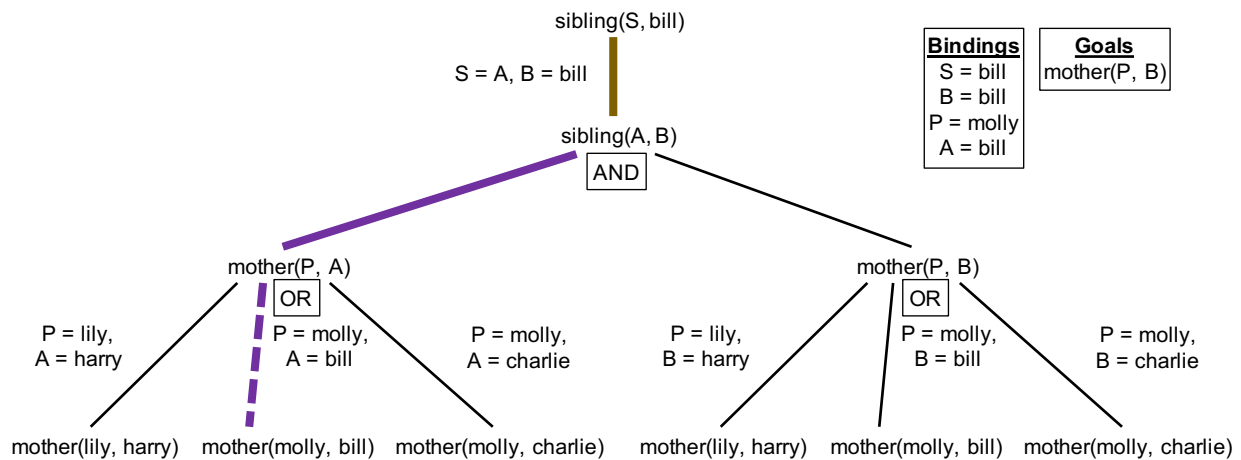 sibling(S, bill)
S = A, B = bill
sibling(A, B)
AND
Bindings
S = bill
B = bill
P = molly
A = bill
Goals
mother(P, B)
mother(P, A)
OR
P = lily,
A = harry
P = molly,
A = bill
P = molly,
A = charlie
mother(lily, harry)
mother(molly, bill)
mother(molly, charlie)
mother(P, B)
OR
P = lily,
B = harry
P = molly,
B = bill
P = molly,
B = charlie
mother(lily, harry)
mother(molly, bill)
mother(molly, charlie)